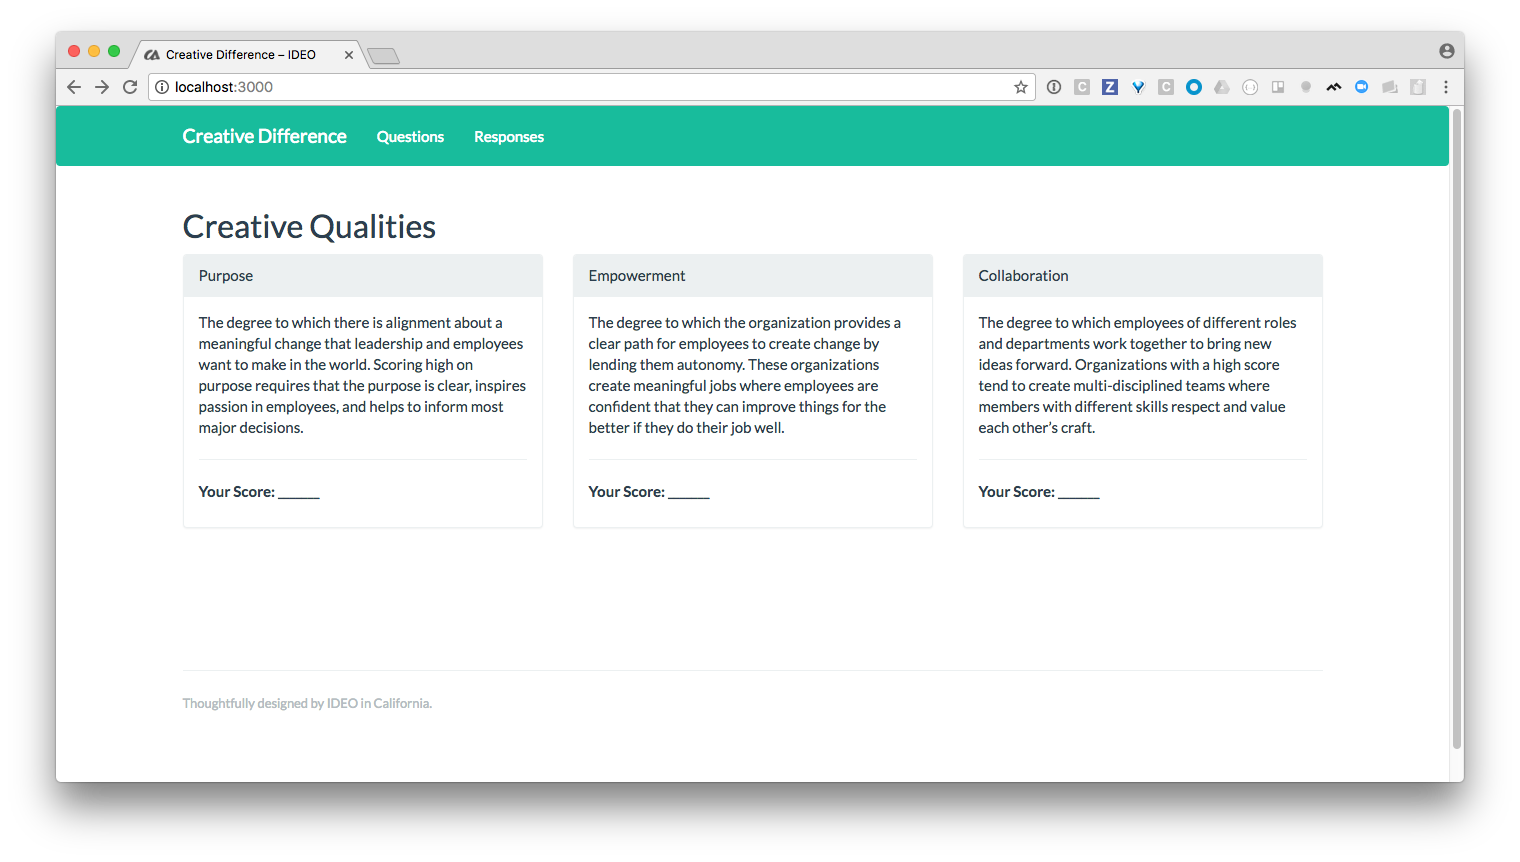 Creative Difference – IDEO
localhost:3000
Creative Difference Questions Responses
Creative Qualities
Purpose
The degree to which there is alignment about a
meaningful change that leadership and employees
want to make in the world. Scoring high on
purpose requires that the purpose is clear, inspires
passion in employees, and helps to inform most
major decisions.
Your Score: ______
Empowerment
The degree to which the organization provides a
clear path for employees to create change by
lending them autonomy. These organizations
create meaningful jobs where employees are
confident that they can improve things for the
better if they do their job well.
Your Score: ______
Collaboration
The degree to which employees of different roles
and departments work together to bring new
ideas forward. Organizations with a high score
tend to create multi-disciplined teams where
members with different skills respect and value
each other’s craft.
Your Score: ______
Thoughtfully designed by IDEO in California.